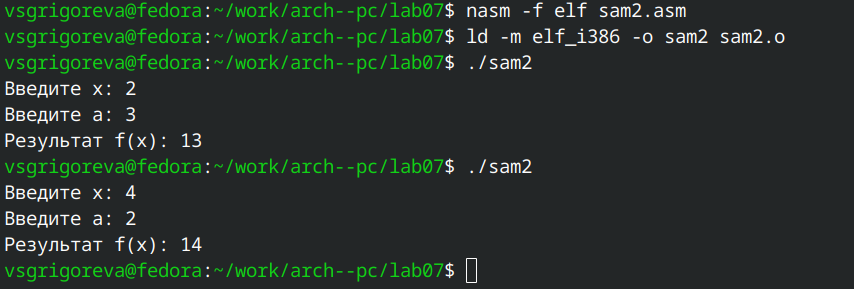 vsgrigoreva@fedora:~/work/arch--pc/lab07$ nasm -f elf sam2.asm
vsgrigoreva@fedora:~/work/arch--pc/lab07$ ld -m elf_i386 -o sam2 sam2.o
vsgrigoreva@fedora:~/work/arch--pc/lab07$ ./sam2
Введите x: 2
Введите a: 3
Результат f(x): 13
vsgrigoreva@fedora:~/work/arch--pc/lab07$ ./sam2
Введите x: 4
Введите a: 2
Результат f(x): 14
vsgrigoreva@fedora:~/work/arch--pc/lab07$